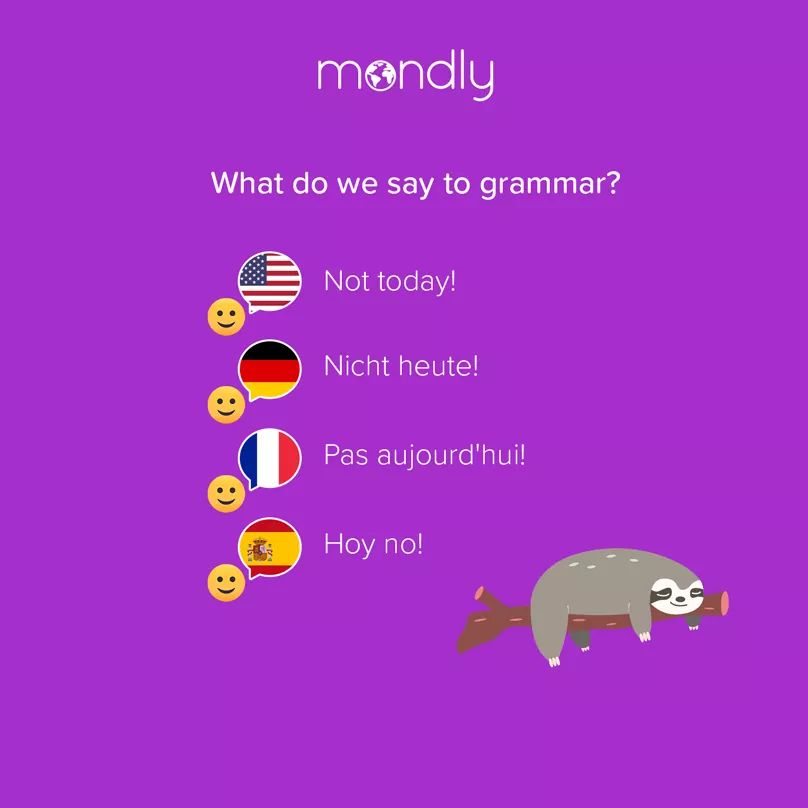 mondly
What do we say to grammar?
Not today!
Nicht heute!
Pas aujourd'hui!
Hoy no!